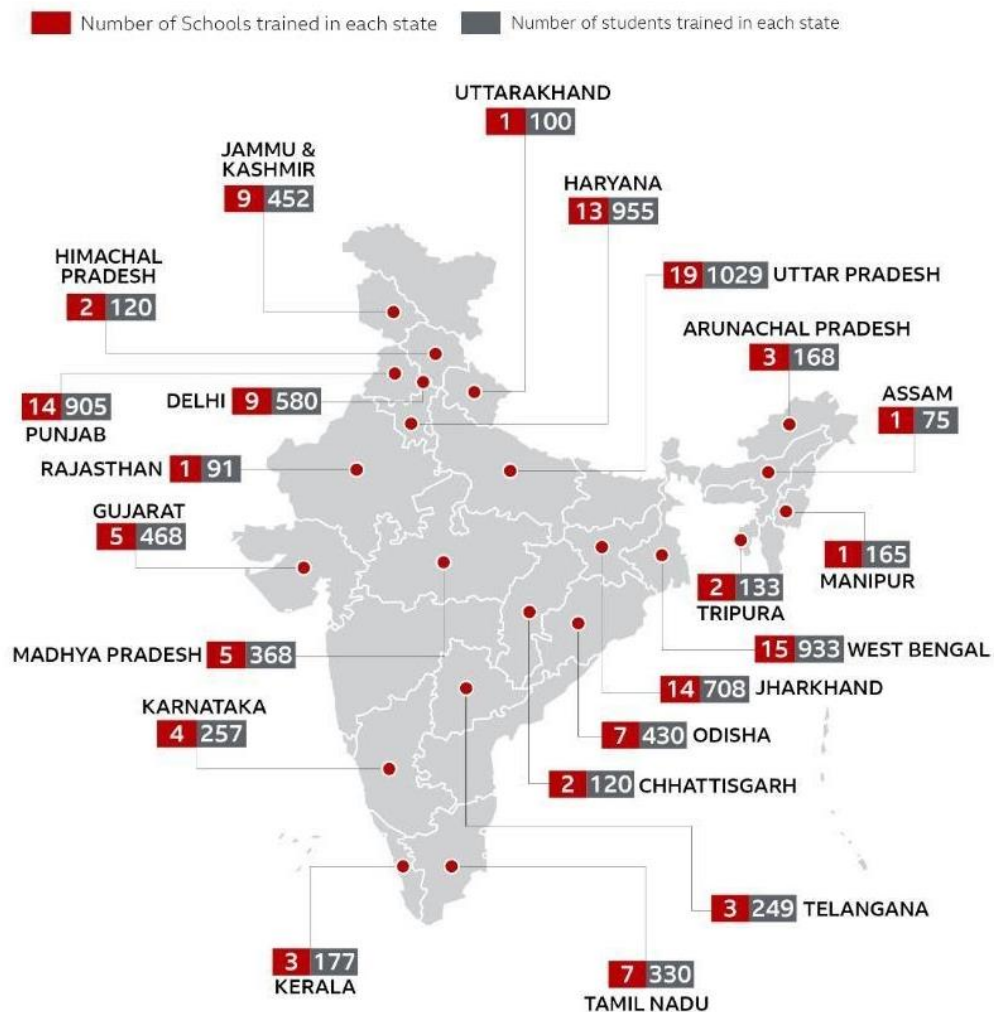 Number of Schools trained in each state
Number of students trained in each state
UTTARAKHAND
1 100
JAMMU &
KASHMIR
9 452
HARYANA
13 955
HIMACHAL
PRADESH
2 120
19 1029 UTTAR PRADESH
ARUNACHAL PRADESH
3 168
ASSAM
1 75
14 905
PUNJAB
DELHI 9 580
RAJASTHAN 1 91
GUJARAT
5 468
1 165
MANIPUR
2 133
TRIPURA
MADHYA PRADESH 5 368
15 933 WEST BENGAL
14 708 JHARKHAND
KARNATAKA
4 257
7 430 ODISHA
2 120 CHHATTISGARH
3 249 TELANGANA
3 177
KERALA
7 330
TAMIL NADU